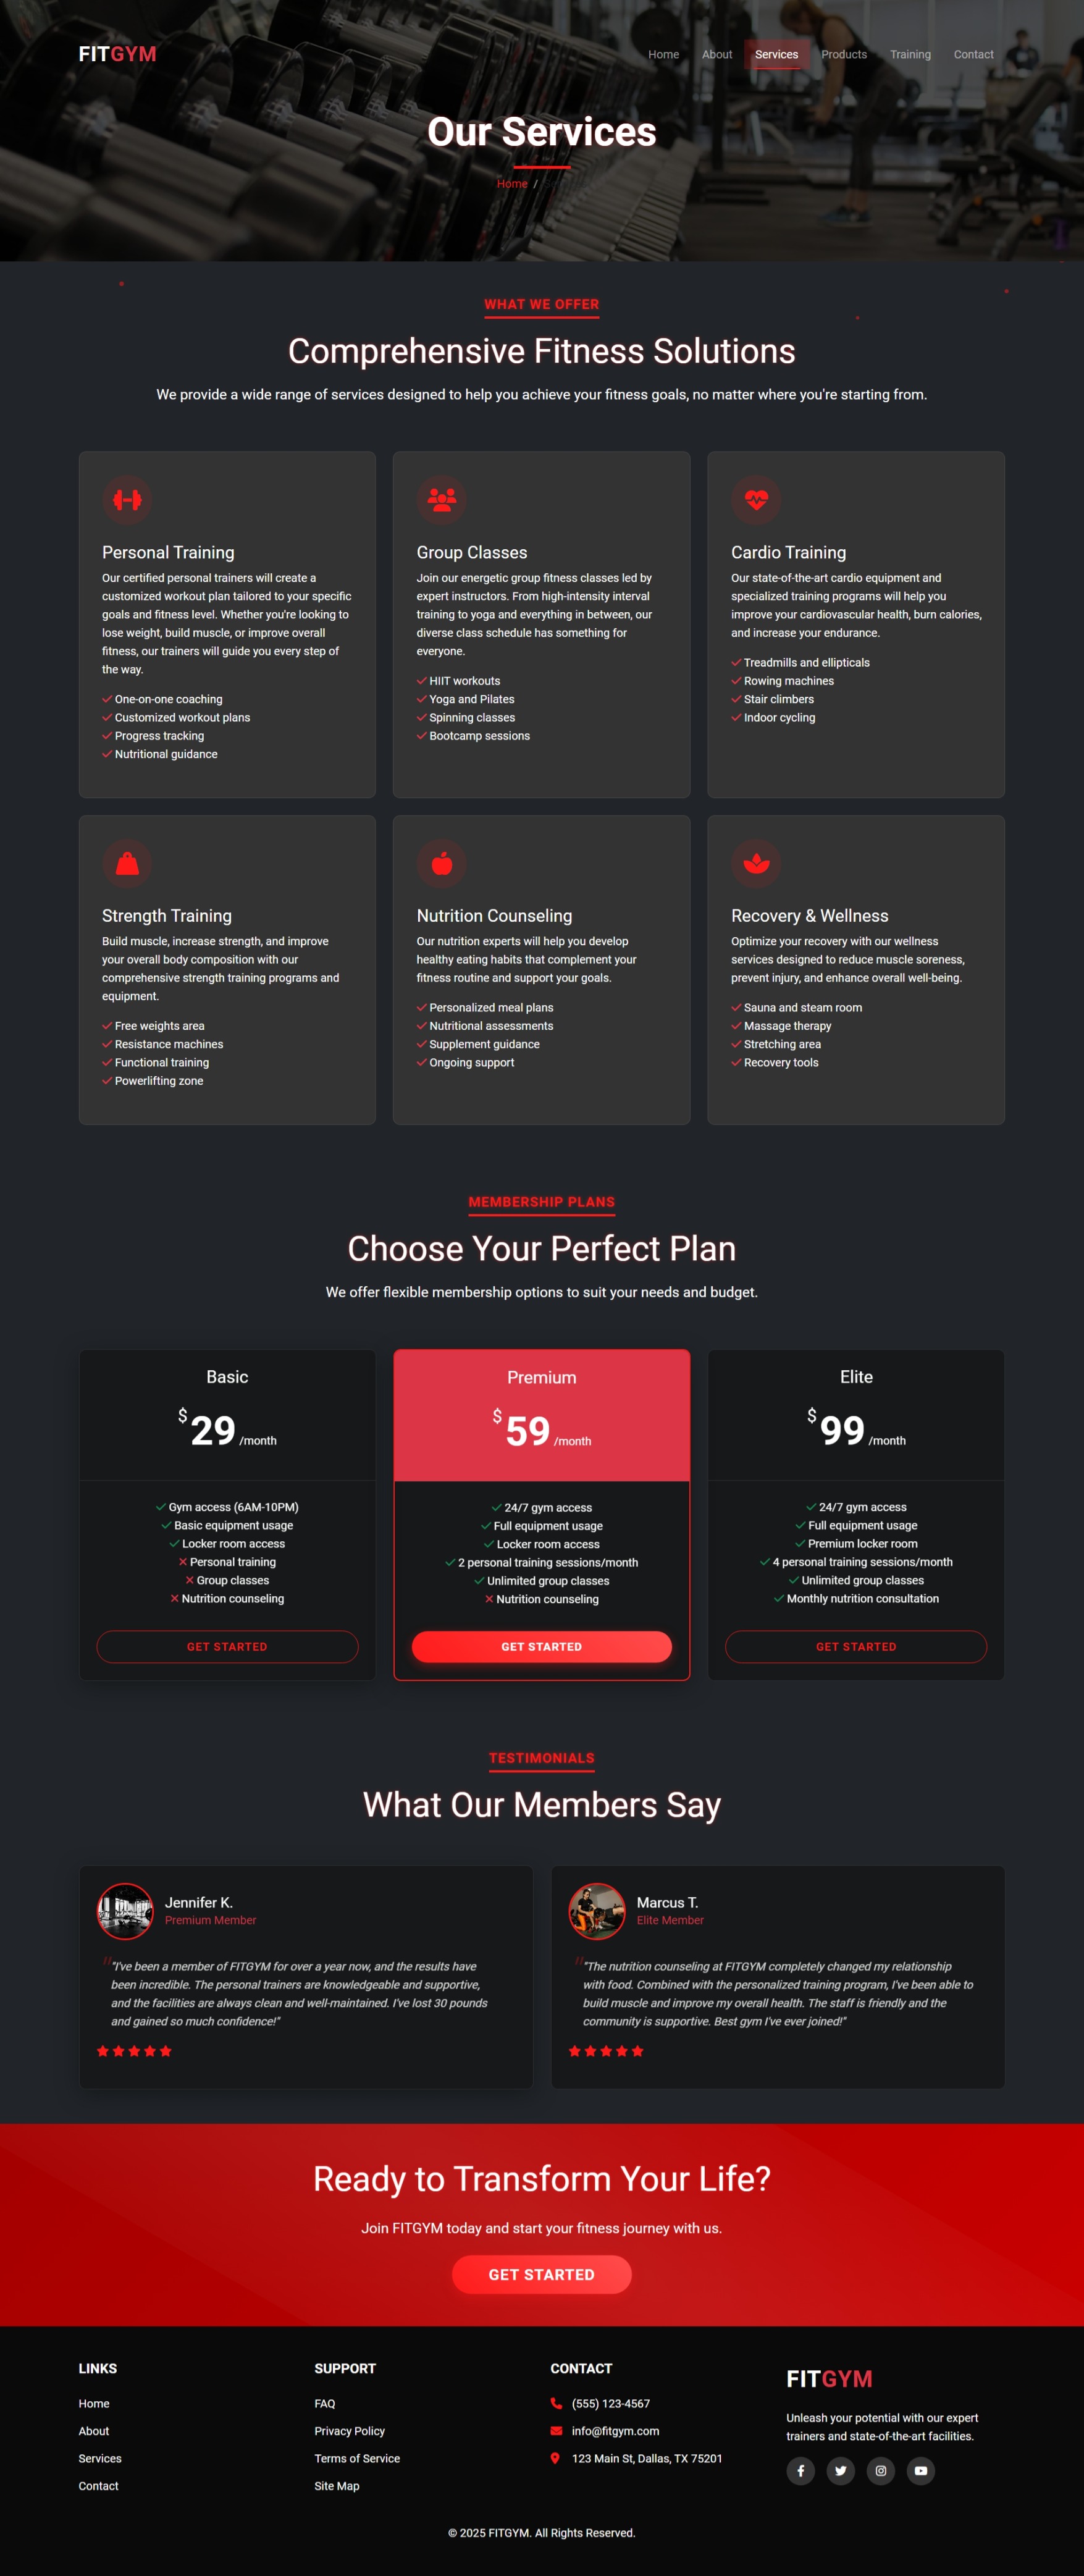 FITGYM
Home About Services Products Training Contact
Our Services
Home /
WHAT WE OFFER
Comprehensive Fitness Solutions
We provide a wide range of services designed to help you achieve your fitness goals, no matter where you're starting from.
Personal Training
Our certified personal trainers will create a
customized workout plan tailored to your specific
goals and fitness level. Whether you're looking to
lose weight, build muscle, or improve overall
fitness, our trainers will guide you every step of
the way.
One-on-one coaching
Customized workout plans
Progress tracking
Nutritional guidance
Group Classes
Join our energetic group fitness classes led by
expert instructors. From high-intensity interval
training to yoga and everything in between, our
diverse class schedule has something for
everyone.
HIIT workouts
Yoga and Pilates
Spinning classes
Bootcamp sessions
Cardio Training
Our state-of-the-art cardio equipment and
specialized training programs will help you
improve your cardiovascular health, burn calories,
and increase your endurance.
Treadmills and ellipticals
Rowing machines
Stair climbers
Indoor cycling
Strength Training
Build muscle, increase strength, and improve
your overall body composition with our
comprehensive strength training programs and
equipment.
Free weights area
Resistance machines
Functional training
Powerlifting zone
Nutrition Counseling
Our nutrition experts will help you develop
healthy eating habits that complement your
fitness routine and support your goals.
Personalized meal plans
Nutritional assessments
Supplement guidance
Ongoing support
Recovery & Wellness
Optimize your recovery with our wellness
services designed to reduce muscle soreness,
prevent injury, and enhance overall well-being.
Sauna and steam room
Massage therapy
Stretching area
Recovery tools
MEMBERSHIP PLANS
Choose Your Perfect Plan
We offer flexible membership options to suit your needs and budget.
Basic
$29 /month
Gym access (6AM-10PM)
Basic equipment usage
Locker room access
Personal training
Group classes
Nutrition counseling
GET STARTED
Premium
$59 /month
24/7 gym access
Full equipment usage
Locker room access
2 personal training sessions/month
Unlimited group classes
Nutrition counseling
GET STARTED
Elite
$99 /month
24/7 gym access
Full equipment usage
Premium locker room
4 personal training sessions/month
Unlimited group classes
Monthly nutrition consultation
GET STARTED
TESTIMONIALS
What Our Members Say
Jennifer K.
Premium Member
"I've been a member of FITGYM for over a year now, and the results have
been incredible. The personal trainers are knowledgeable and supportive,
and the facilities are always clean and well-maintained. I've lost 30 pounds
and gained so much confidence!"
Marcus T.
Elite Member
"The nutrition counseling at FITGYM completely changed my relationship
with food. Combined with the personalized training program, I've been able to
build muscle and improve my overall health. The staff is friendly and the
community is supportive. Best gym I've ever joined!"
Ready to Transform Your Life?
Join FITGYM today and start your fitness journey with us.
GET STARTED
LINKS
Home
About
Services
Contact
SUPPORT
FAQ
Privacy Policy
Terms of Service
Site Map
CONTACT
(555) 123-4567
info@fitgym.com
123 Main St, Dallas, TX 75201
FITGYM
Unleash your potential with our expert
trainers and state-of-the-art facilities.
© 2025 FITGYM. All Rights Reserved.